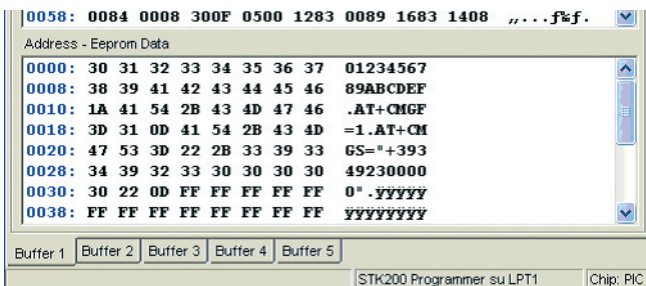 0058: 0084 0008 300F 0500 1283 0089 1683 1408 „...ƒ‰ƒ.
Address - Eeprom Data
0000: 30 31 32 33 34 35 36 37 01234567
0008: 38 39 41 42 43 44 45 46 89ABCDEF
0010: 1A 41 54 2B 43 4D 47 46 .AT+CMGF
0018: 3D 31 0D 41 54 2B 43 4D =1.AT+CM
0020: 47 53 3D 22 2B 33 39 33 GS="+393
0028: 34 39 32 33 30 30 30 30 49230000
0030: 30 22 0D FF FF FF FF FF 0".ÿÿÿÿÿ
0038: FF FF FF FF FF FF FF FF ÿÿÿÿÿÿÿÿ
Buffer 1 Buffer 2 Buffer 3 Buffer 4 Buffer 5
STK200 Programmer su LPT1 Chip: PIC